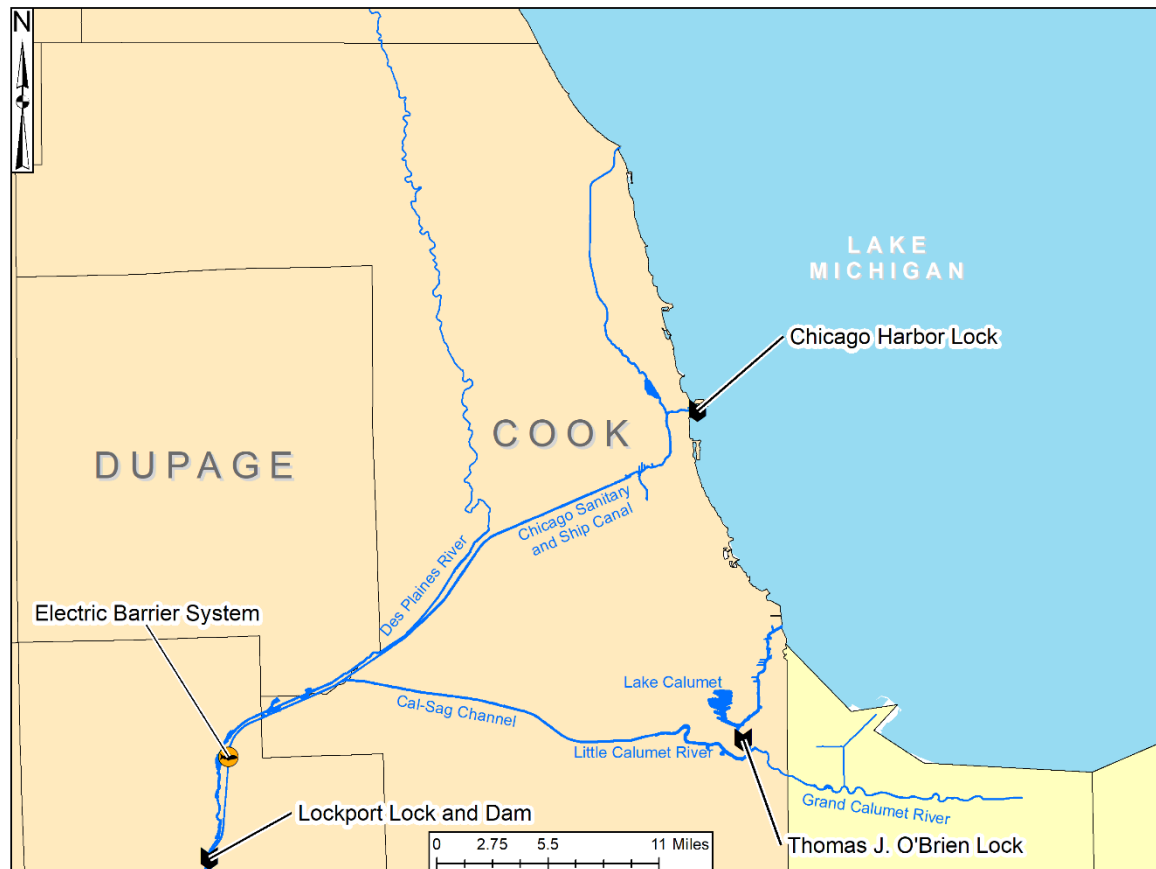 N
LAKE
MICHIGAN
Chicago Harbor Lock
COOK
DUPAGE
Chicago Sanitary
and Ship Canal
Des Plaines River
Electric Barrier System
Lake Calumet
Cal-Sag Channel
Little Calumet River
Grand Calumet River
Lockport Lock and Dam
Thomas J. O'Brien Lock
0 2.75 5.5 11 Miles